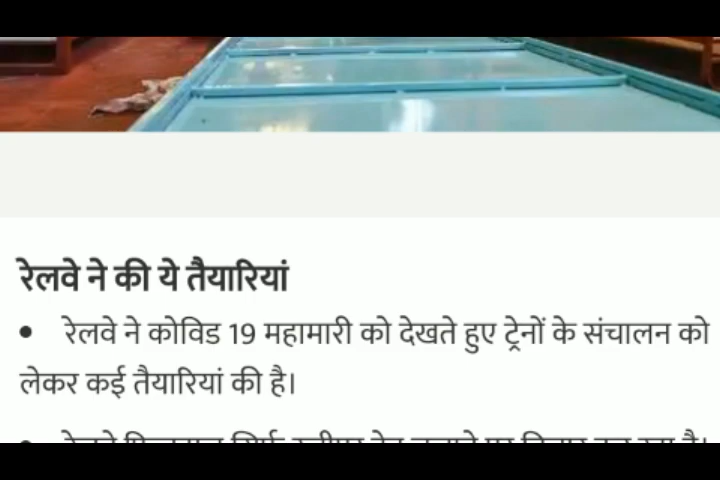 रेलवे ने की ये तैयारियां
• रेलवे ने कोविड 19 महामारी को देखते हुए ट्रेनों के संचालन को
लेकर कई तैयारियां की है।